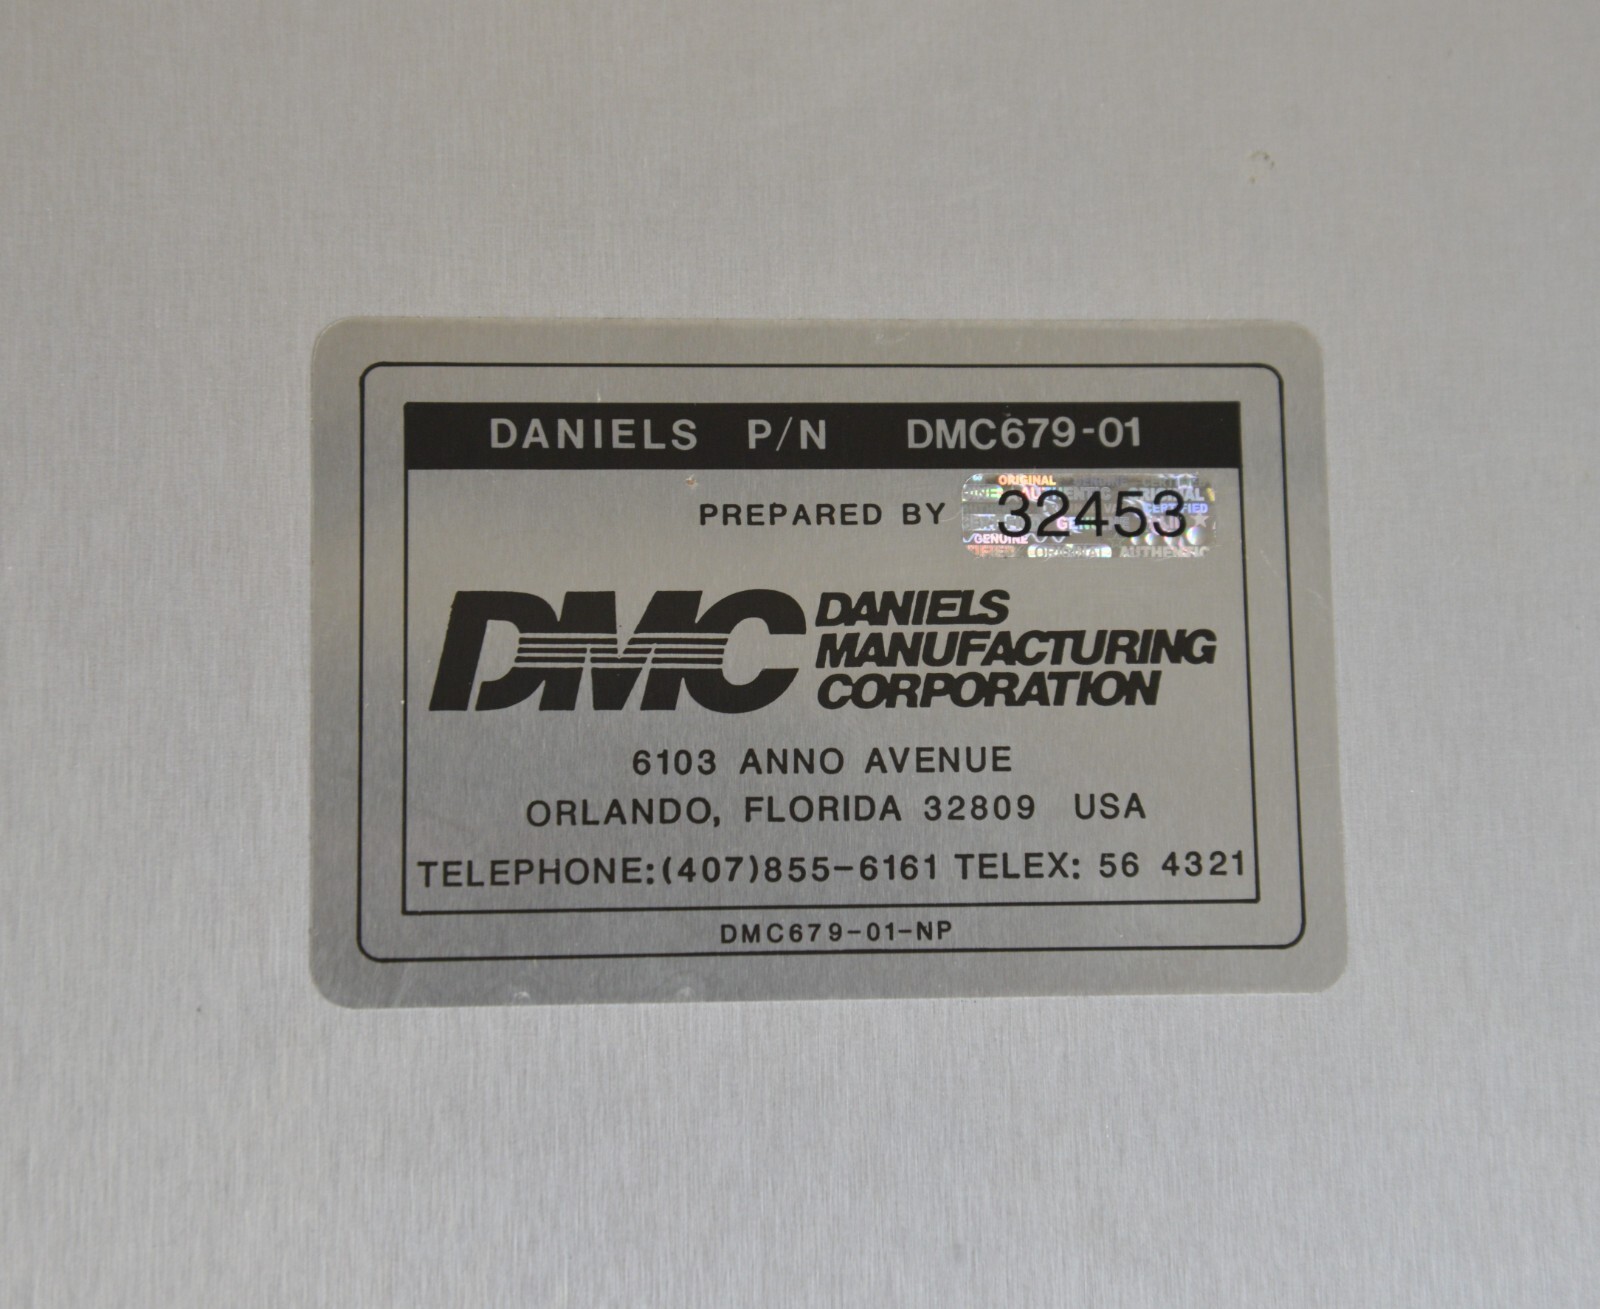 DANIELS P/N DMC679-01
PREPARED BY 32453
DMC DANIELS
MANUFACTURING
CORPORATION
6103 ANNO AVENUE
ORLANDO, FLORIDA 32809 USA
TELEPHONE:(407)855-6161 TELEX: 56 4321
DMC679-01-NP